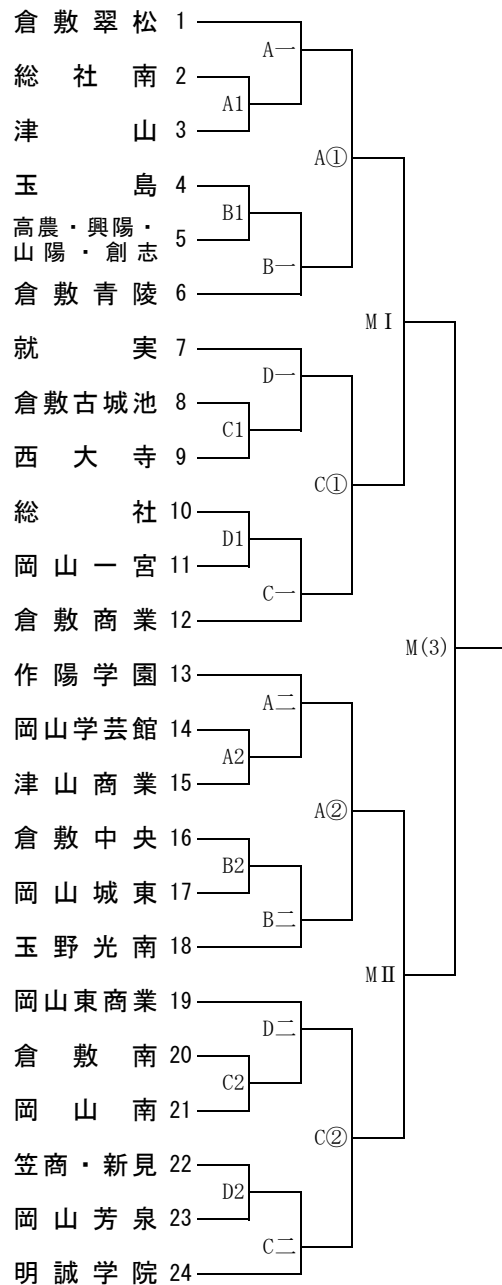 倉敷翠松 1
A一
総社南 2
A1
津山 3
A①
玉島 4
B1
高農・興陽・
山陽・創志 5
B一
倉敷青陵 6
MⅠ
就実 7
D一
倉敷古城池 8
C1
西大寺 9
C①
総社 10
D1
岡山一宮 11
C一
倉敷商業 12
M(3)
作陽学園 13
A二
岡山学芸館 14
A2
津山商業 15
A②
倉敷中央 16
B2
岡山城東 17
B二
玉野光南 18
MⅡ
岡山東商業 19
D二
倉敷南 20
C2
岡山南 21
C②
笠商・新見 22
D2
岡山芳泉 23
C二
明誠学院 24